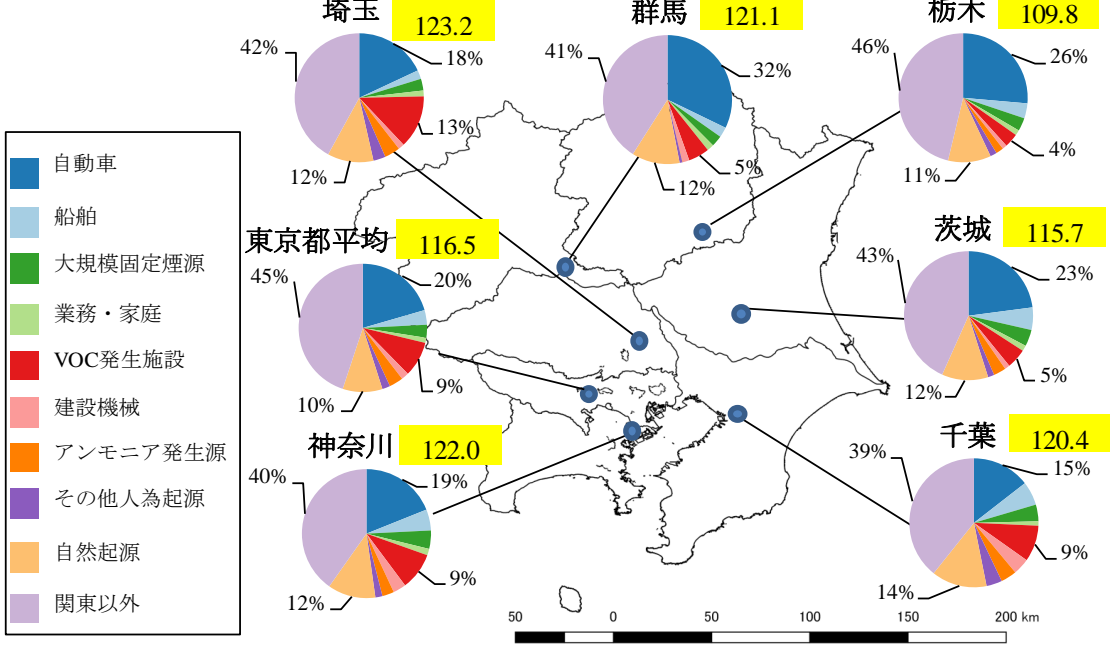 埼玉
123.2
42%
18%
13%
12%
群馬
121.1
41%
32%
5%
12%
栃木
109.8
46%
26%
4%
11%
自動車
船舶
大規模固定煙源
業務・家庭
VOC発生施設
建設機械
アンモニア発生源
その他人為起源
自然起源
関東以外
東京都平均
116.5
45%
20%
9%
10%
茨城
115.7
43%
23%
5%
12%
神奈川
122.0
40%
19%
9%
12%
千葉
120.4
39%
15%
9%
14%
50 0 50 100 150 200 km